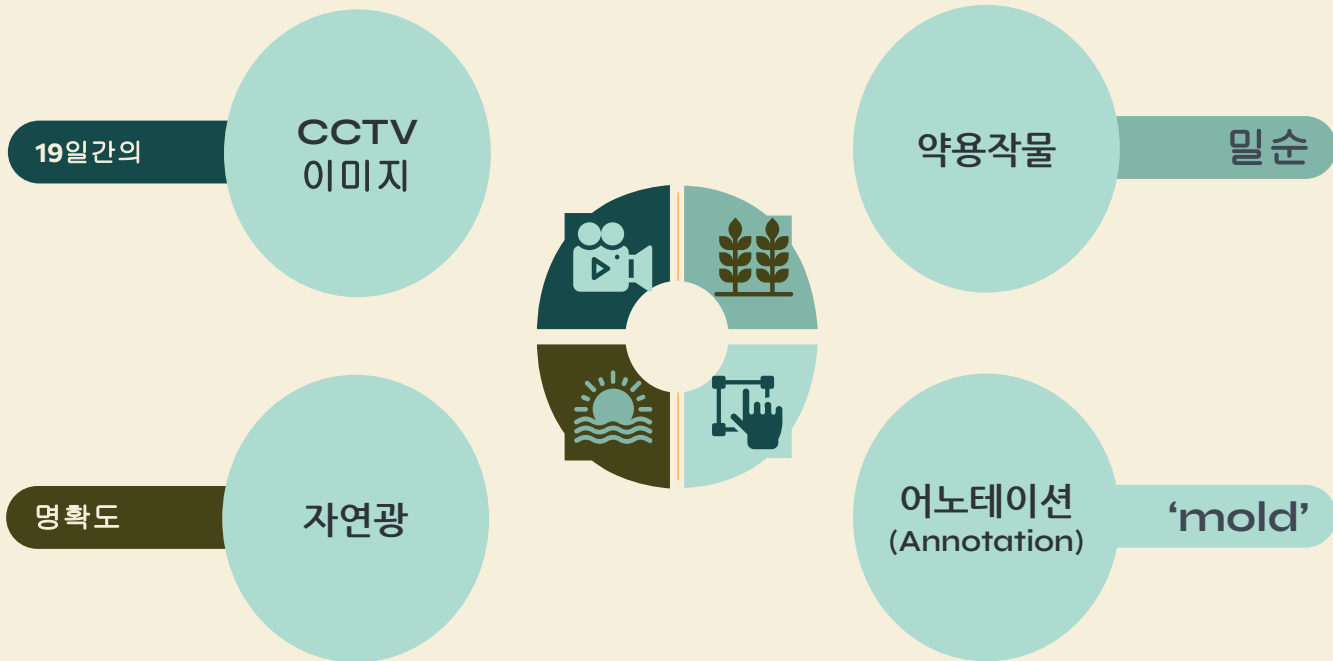 19일간의
CCTV
이미지
약용작물
밀순
명확도
자연광
어노테이션
(Annotation)
‘mold’